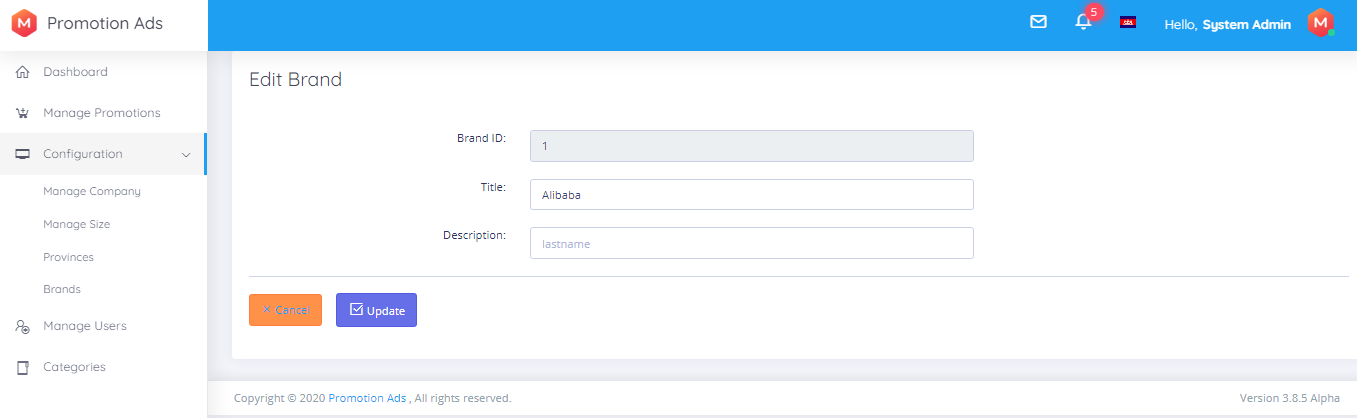 M Promotion Ads
5
Hello, System Admin M
Dashboard
Manage Promotions
Configuration
Manage Company
Manage Size
Provinces
Brands
Manage Users
Categories
Edit Brand
Brand ID: 1
Title: Alibaba
Description: lastname
× Cancel Update
Copyright © 2020 Promotion Ads , All rights reserved. Version 3.8.5 Alpha